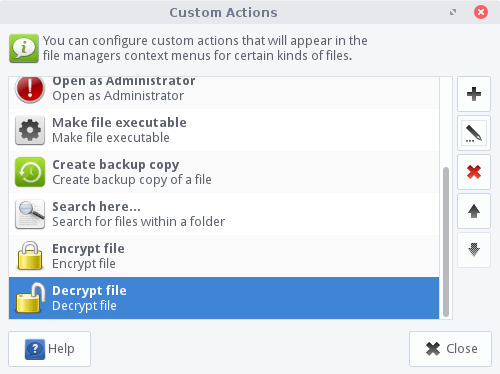 Custom Actions
You can configure custom actions that will appear in the
file managers context menus for certain kinds of files.
Open as Administrator
Open as Administrator
Make file executable
Make file executable
Create backup copy
Create backup copy of a file
Search here...
Search for files within a folder
Encrypt file
Encrypt file
Decrypt file
Decrypt file
Help
Close